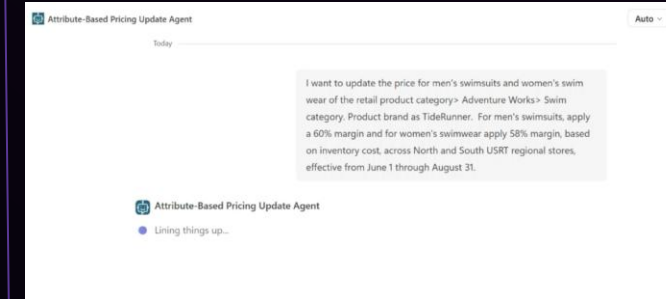 Attribute-Based Pricing Update Agent
Auto
Today
I want to update the price for men's swimsuits and women's swim
wear of the retail product category> Adventure Works> Swim
category. Product brand as TideRunner. For men's swimsuits, apply
a 60% margin and for women's swimwear apply 58% margin, based
on inventory cost, across North and South USRT regional stores,
effective from June 1 through August 31.
Attribute-Based Pricing Update Agent
Lining things up...